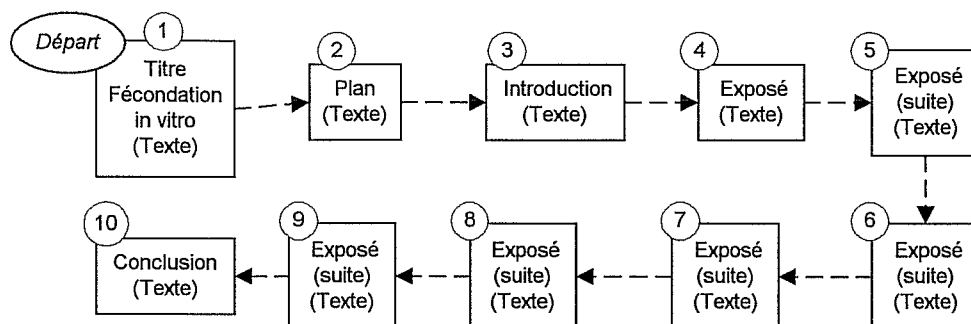 Départ
1
Titre
Fécondation
in vitro
(Texte)
2
Plan
(Texte)
3
Introduction
(Texte)
4
Exposé
(Texte)
5
Exposé
(suite)
(Texte)
6
Exposé
(suite)
(Texte)
7
Exposé
(suite)
(Texte)
8
Exposé
(suite)
(Texte)
9
Exposé
(suite)
(Texte)
10
Conclusion
(Texte)